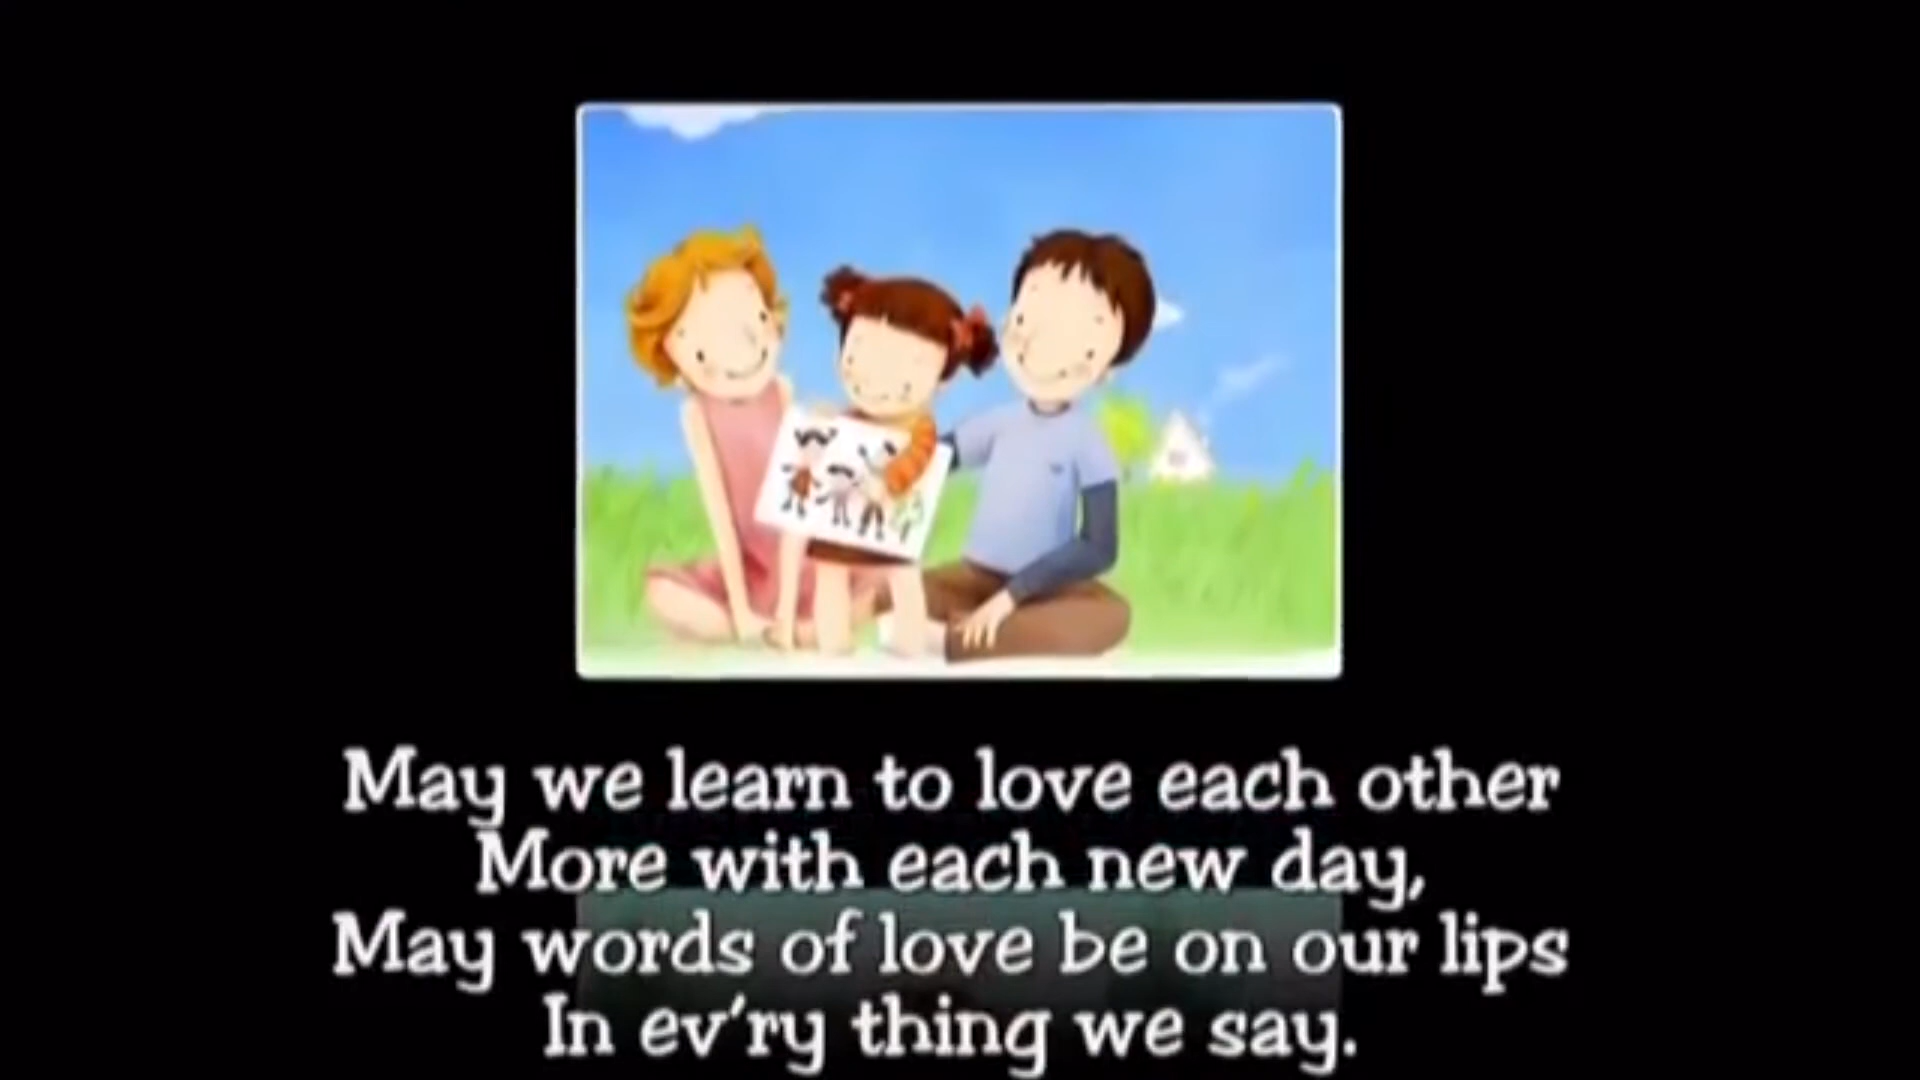 May we learn to love each other
More with each new day,
May words of love be on our lips
In ev'ry thing we say.